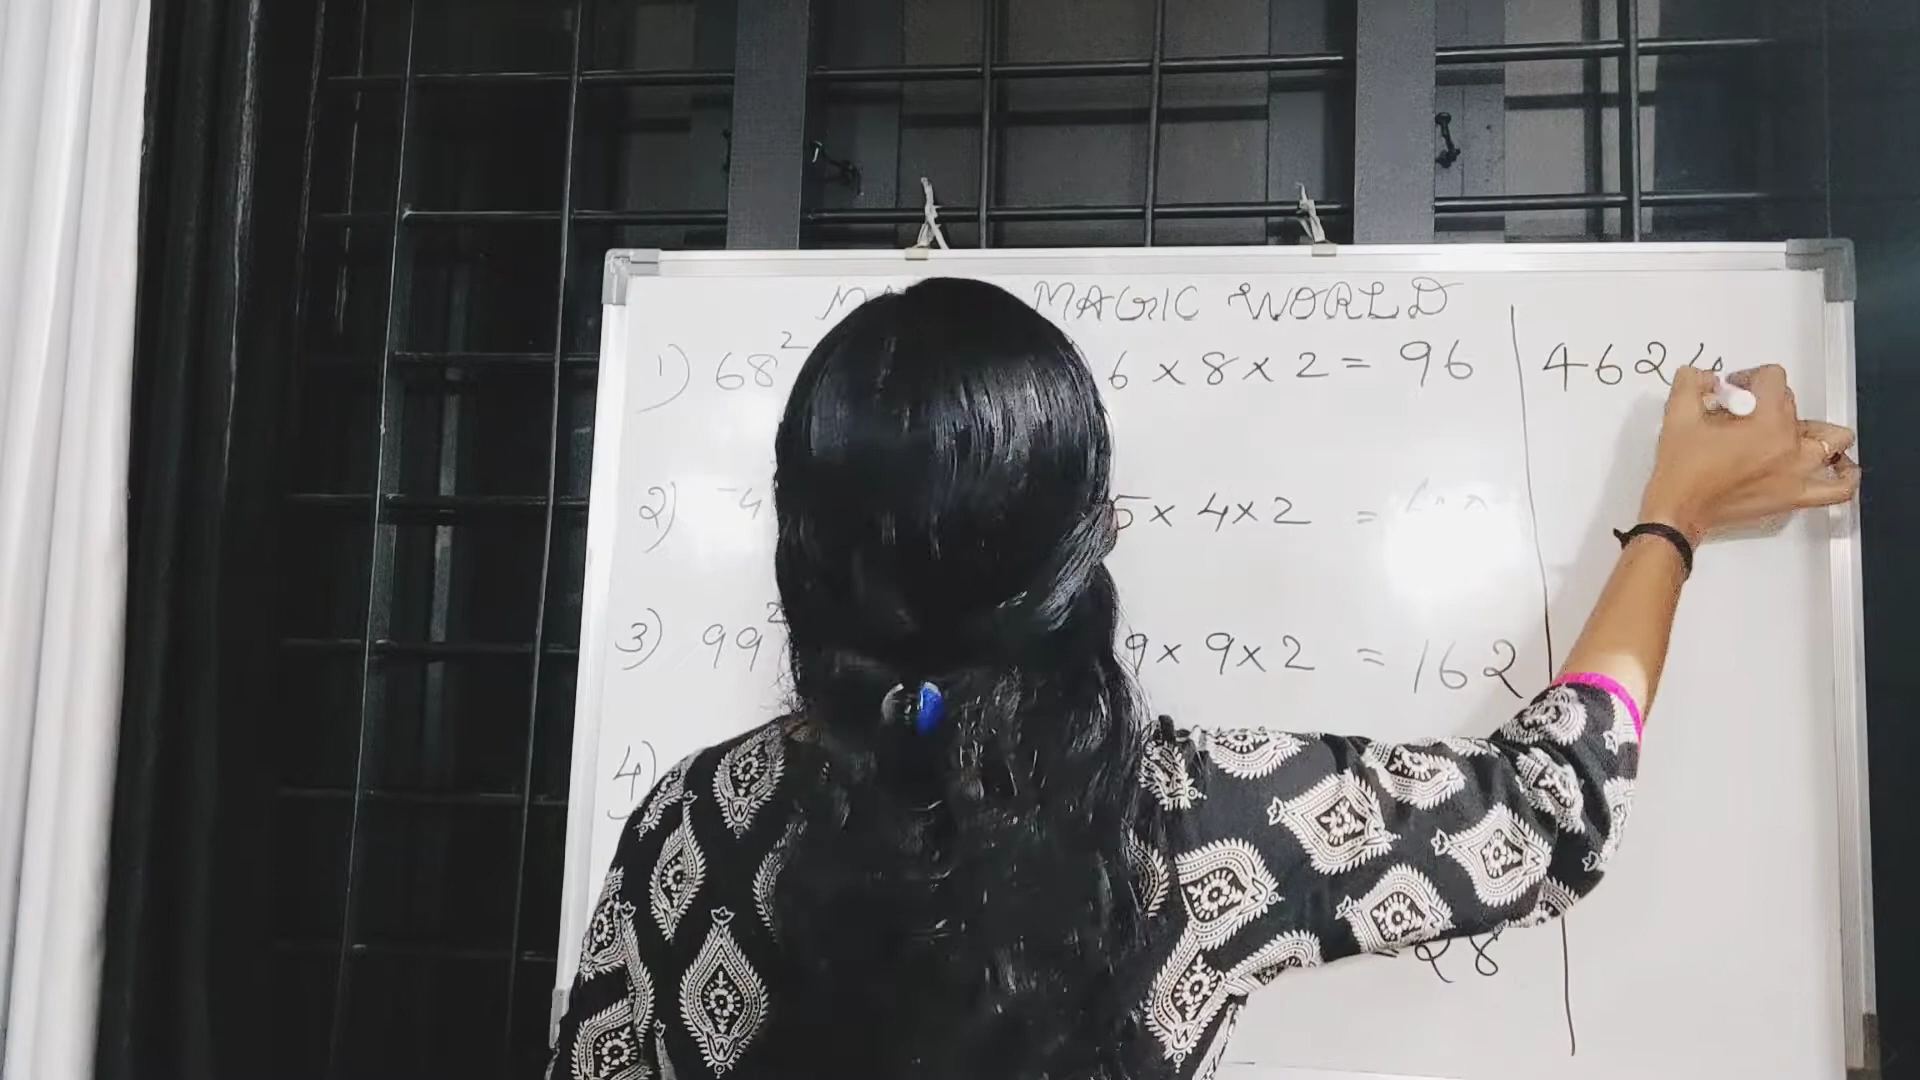 MAGIC WORLD
1) 68² 6 × 8 × 2 = 96 4624
2) 4 5 × 4 × 2 =
3) 99² 9 × 9 × 2 = 162
4)
28